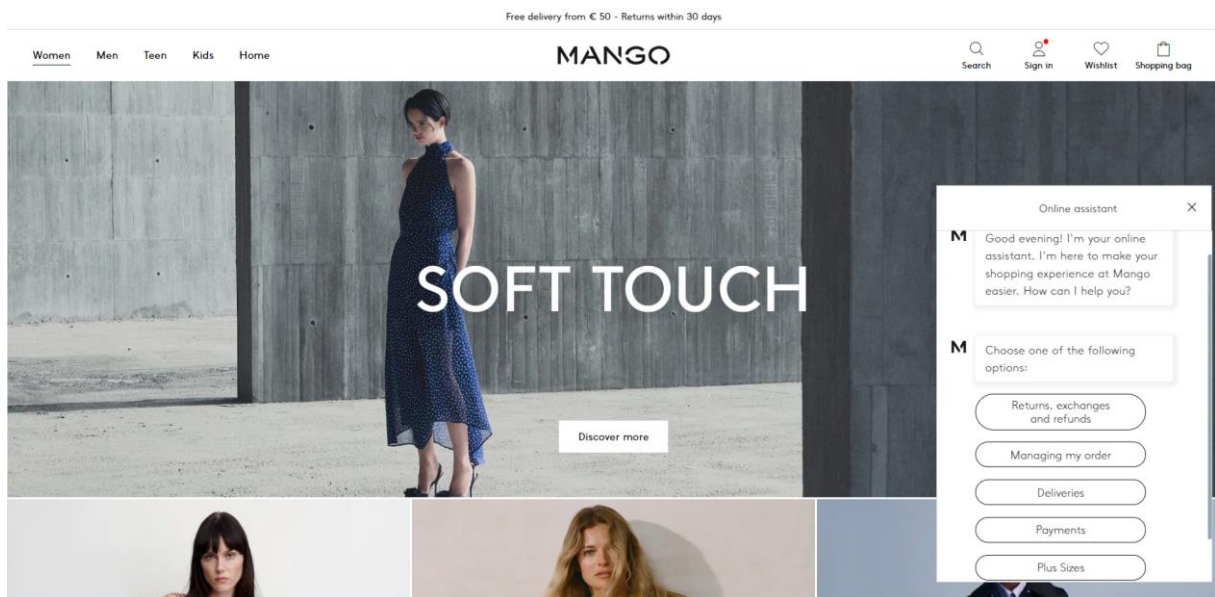 Free delivery from € 50 - Returns within 30 days
Women Men Teen Kids Home
MANGO
Search Sign in Wishlist Shopping bag
SOFT TOUCH
Discover more
Online assistant
M
Good evening! I'm your online
assistant. I'm here to make your
shopping experience at Mango
easier. How can I help you?
M
Choose one of the following
options:
Returns, exchanges
and refunds
Managing my order
Deliveries
Payments
Plus Sizes